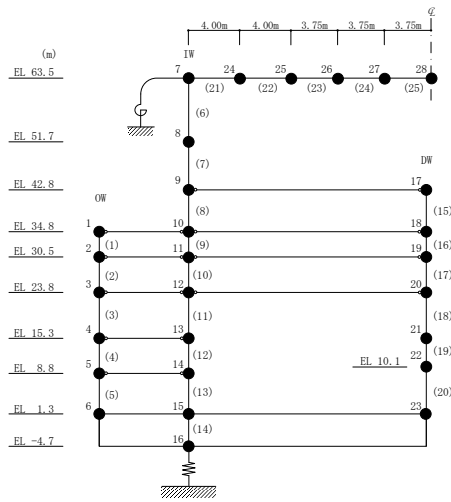 ℄
4.00m 4.00m 3.75m 3.75m 3.75m
(m) IW
EL 63.5 7 24 25 26 27 28
(21) (22) (23) (24) (25)
(6)
EL 51.7 8
(7)
DW
EL 42.8 9 17
OW (8) (15)
EL 34.8 1 10 18
(1) (9) (16)
EL 30.5 2 11 19
(2) (10) (17)
EL 23.8 3 12 20
(3) (11) (18)
EL 15.3 4 13 21
(4) (12) (19)
EL 10.1 22
EL 8.8 5 14
(5) (13) (20)
EL 1.3 6 15 23
(14)
EL -4.7 16